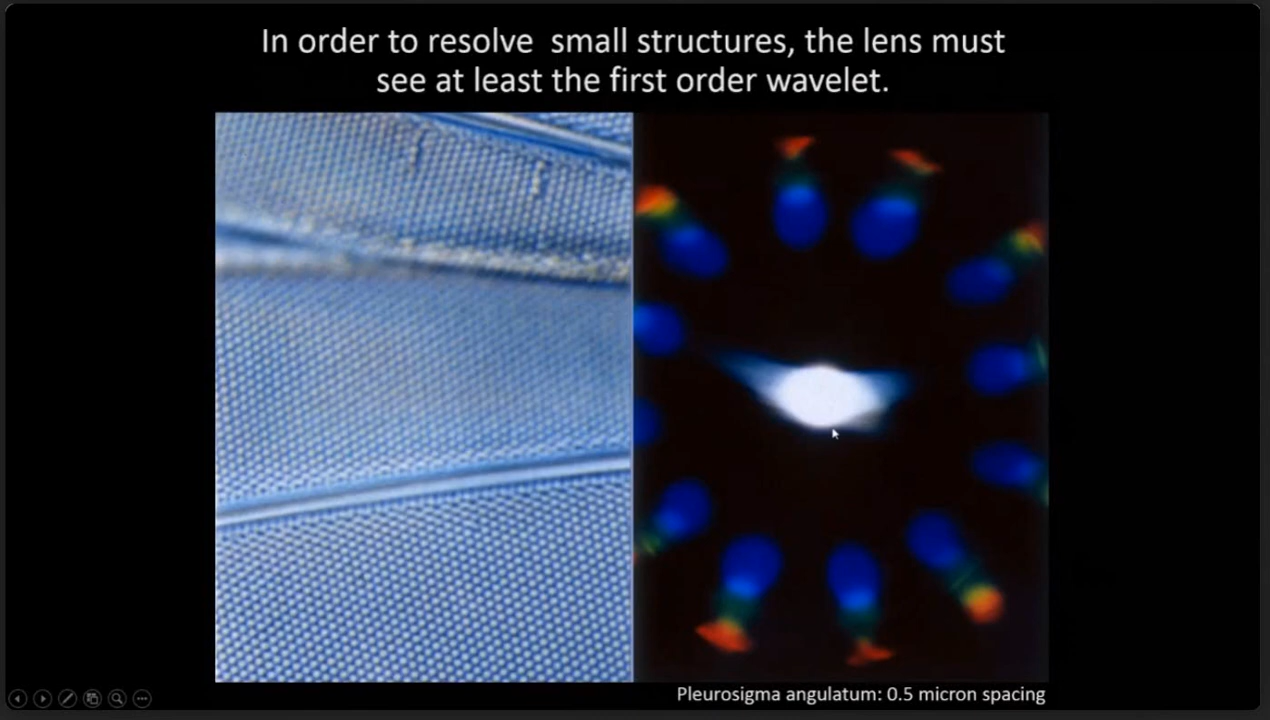 In order to resolve  small structures, the lens must
see at least the first order wavelet.
Pleurosigma angulatum: 0.5 micron spacing